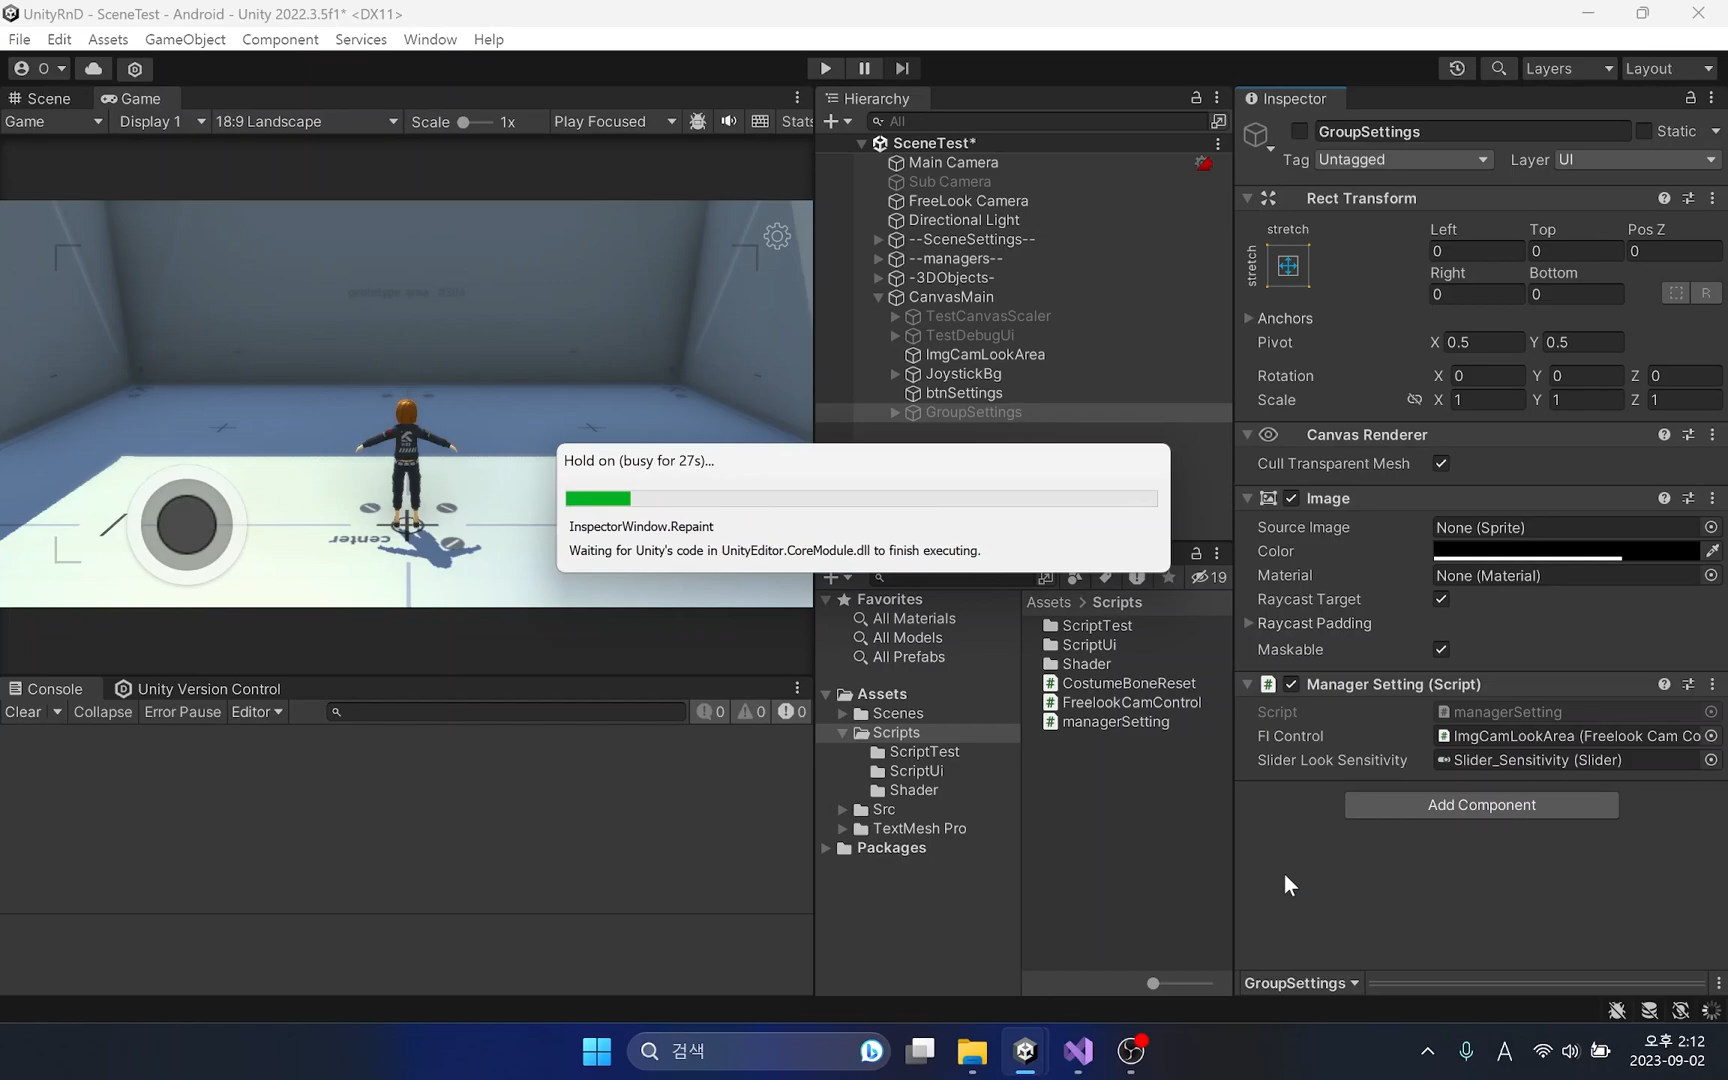 UnityRnD - SceneTest - Android - Unity 2022.3.5f1* <DX11>
File Edit Assets GameObject Component Services Window Help
O
Layers Layout
Scene Game
Game Display 1 18:9 Landscape Scale 1x Play Focused Stats
center
Hierarchy
All
SceneTest*
Main Camera
Sub Camera
FreeLook Camera
Directional Light
--SceneSettings--
--managers--
-3DObjects-
CanvasMain
TestCanvasScaler
TestDebugUi
ImgCamLookArea
JoystickBg
btnSettings
GroupSettings
Hold on (busy for 27s)...
InspectorWindow.Repaint
Waiting for Unity's code in UnityEditor.CoreModule.dll to finish executing.
19
Favorites
All Materials
All Models
All Prefabs
Assets
Scenes
Scripts
ScriptTest
ScriptUi
Shader
Src
TextMesh Pro
Packages
Assets > Scripts
ScriptTest
ScriptUi
Shader
CostumeBoneReset
FreelookCamControl
managerSetting
Console Unity Version Control
Clear Collapse Error Pause Editor 0 0 0
Inspector
GroupSettings Static
Tag Untagged Layer UI
Rect Transform
stretch Left Top Pos Z
stretch 0 0 0
Right Bottom
0 0 R
Anchors
Pivot X 0.5 Y 0.5
Rotation X 0 Y 0 Z 0
Scale X 1 Y 1 Z 1
Canvas Renderer
Cull Transparent Mesh
Image
Source Image None (Sprite)
Color
Material None (Material)
Raycast Target
Raycast Padding
Maskable
Manager Setting (Script)
Script managerSetting
Fl Control ImgCamLookArea (Freelook Cam Co
Slider Look Sensitivity Slider_Sensitivity (Slider)
Add Component
GroupSettings
검색
A
오후 2:12
2023-09-02